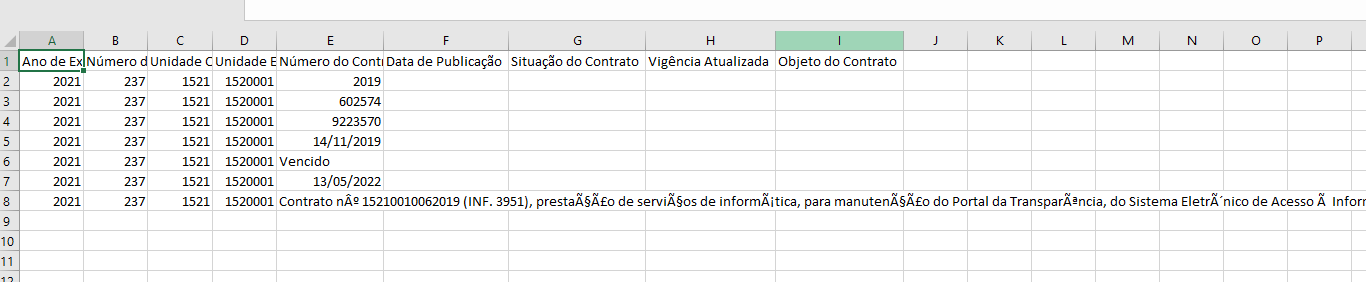 A B C D E F G H I J K L M N O P
1 Ano de Ex Número d Unidade C Unidade E Número do Contr Data de Publicação Situação do Contrato Vigência Atualizada Objeto do Contrato
2 2021 237 1521 1520001 2019
3 2021 237 1521 1520001 602574
4 2021 237 1521 1520001 9223570
5 2021 237 1521 1520001 14/11/2019
6 2021 237 1521 1520001 Vencido
7 2021 237 1521 1520001 13/05/2022
8 2021 237 1521 1520001 Contrato nÂº 15210010062019 (INF. 3951), prestaÃ§Ã£o de serviÃ§os de informÃ¡tica, para manutenÃ§Ã£o do Portal da TransparÃªncia, do Sistema EletrÃ´nico de Acesso Ã  Infor
9
10
11
12